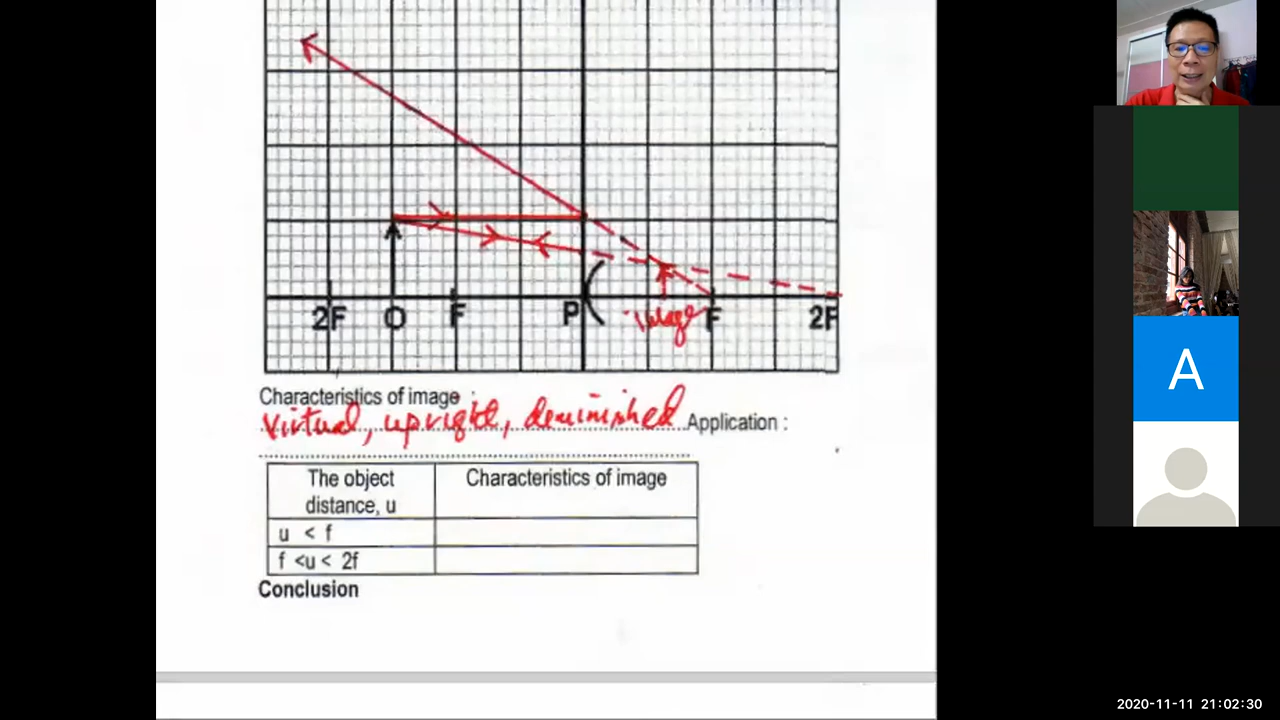 2F O F P F 2F
Image
Characteristics of image :
Virtual, upright, diminished Application :
The object distance, u
Characteristics of image
u < f
f <u< 2f
Conclusion
A
2020-11-11 21:02:30